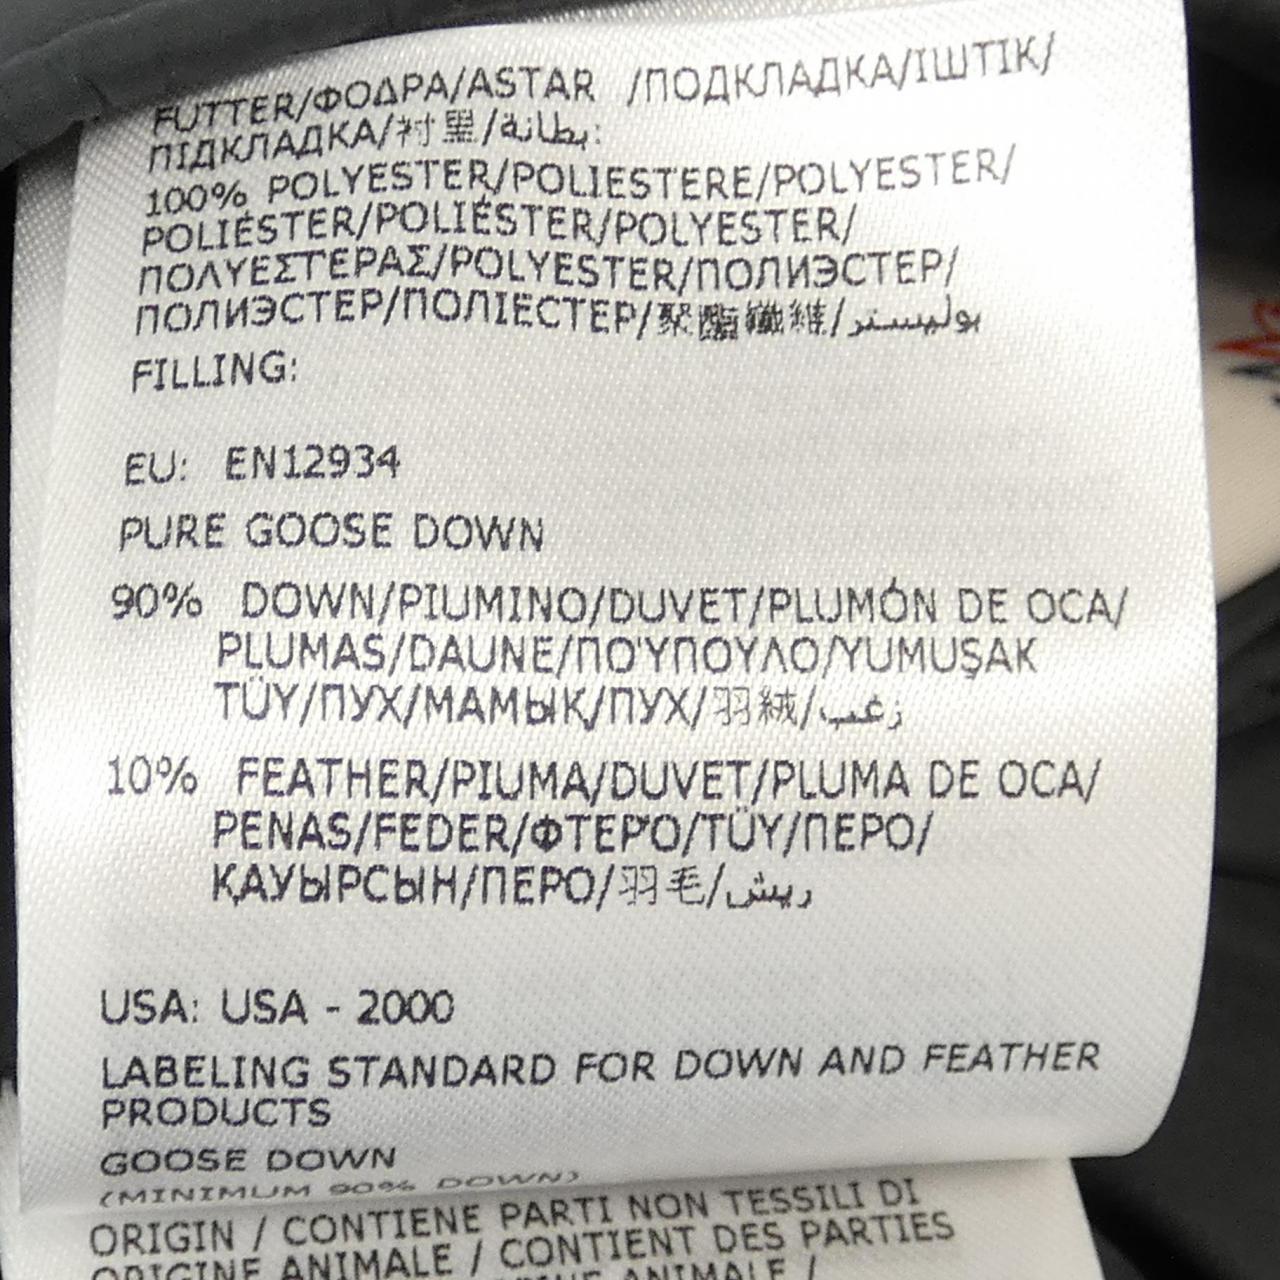 FUTTER/ΦΟΔΡΑ/ASTAR /ПОДКЛАДКА/ІШТІК/
ПІДКЛАДКА/衬里/بطانة:
100% POLYESTER/POLIESTERE/POLYESTER/
POLIÉSTER/POLIÉSTER/POLYESTER/
ΠΟΛΥΕΣΤΕΡΑΣ/POLYESTER/ПОЛИЭСТЕР/
ПОЛИЭСТЕР/ПОЛІЕСТЕР/聚酯纖維/بوليستر
FILLING:
EU: EN12934
PURE GOOSE DOWN
90% DOWN/PIUMINO/DUVET/PLUMÓN DE OCA/
PLUMAS/DAUNE/ΠΟΎΠΟΥΛΟ/YUMUŞAK
TÜY/ПУХ/МАМЫҚ/ПУХ/羽絨/زغب
10% FEATHER/PIUMA/DUVET/PLUMA DE OCA/
PENAS/FEDER/ΦΤΕΡΌ/TÜY/ПЕРО/
ҚАУЫРСЫН/ПЕРО/羽毛/ريش
USA: USA - 2000
LABELING STANDARD FOR DOWN AND FEATHER
PRODUCTS
GOOSE DOWN
(MINIMUM 90% DOWN)
ORIGIN / CONTIENE PARTI NON TESSILI DI
ORIGINE ANIMALE / CONTIENT DES PARTIES
ANIMALE /